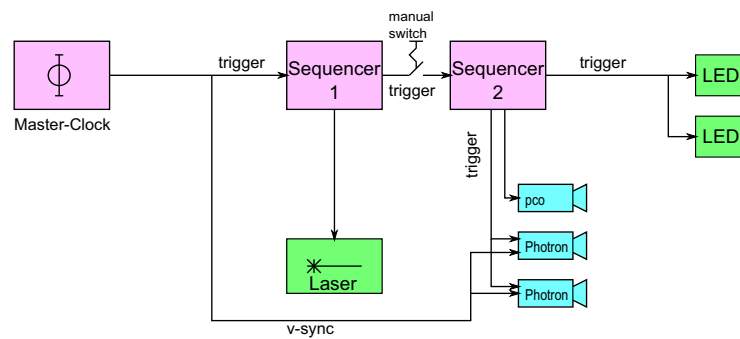 manual
switch
trigger
Sequencer
1
trigger
Sequencer
2
trigger
LED
Master-Clock
LED
trigger
pco
Photron
Laser
Photron
v-sync